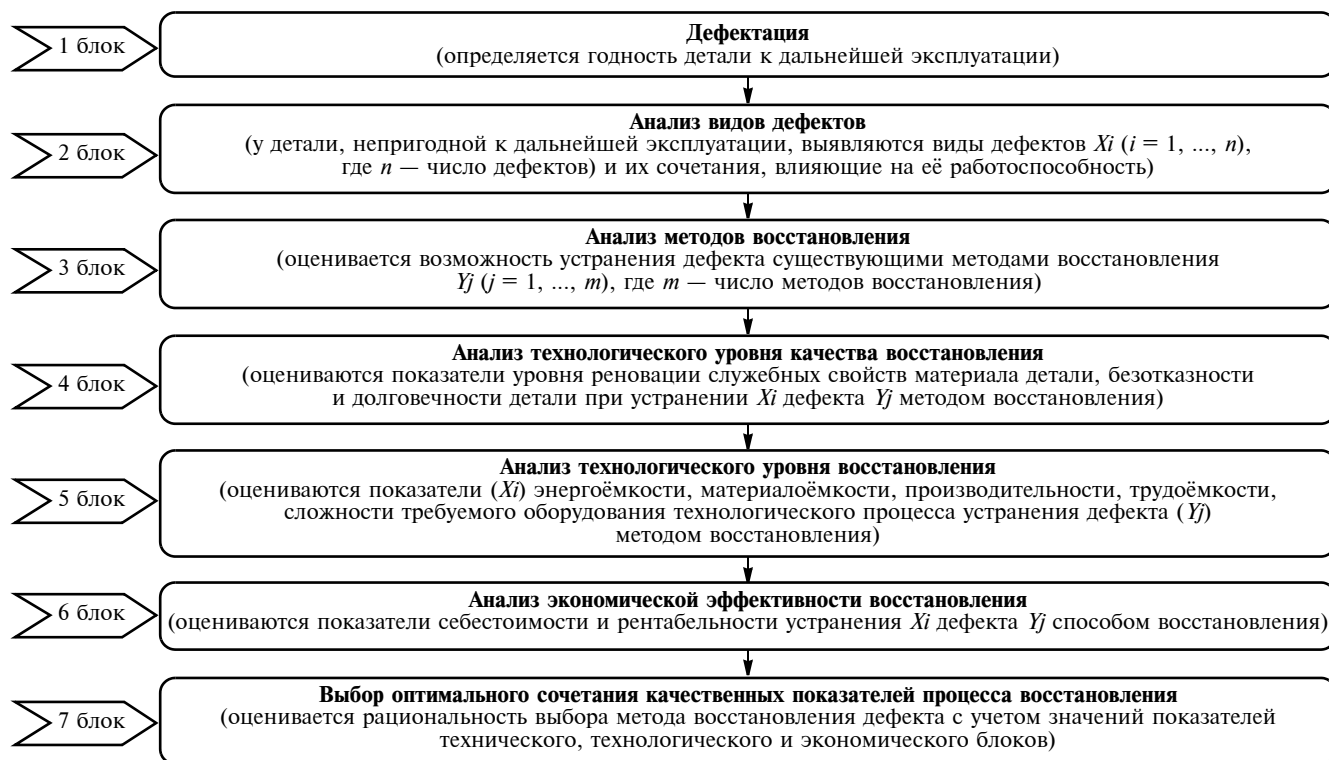 1 блок
Дефектация
(определяется годность детали к дальнейшей эксплуатации)
2 блок
Анализ видов дефектов
(у детали, непригодной к дальнейшей эксплуатации, выявляются виды дефектов Xi (i = 1, ..., n),
где n — число дефектов) и их сочетания, влияющие на её работоспособность)
3 блок
Анализ методов восстановления
(оценивается возможность устранения дефекта существующими методами восстановления
Yj (j = 1, ..., m), где m — число методов восстановления)
4 блок
Анализ технологического уровня качества восстановления
(оцениваются показатели уровня реновации служебных свойств материала детали, безотказности
и долговечности детали при устранении Xi дефекта Yj методом восстановления)
5 блок
Анализ технологического уровня восстановления
(оцениваются показатели (Xi) энергоёмкости, материалоёмкости, производительности, трудоёмкости,
сложности требуемого оборудования технологического процесса устранения дефекта (Yj)
методом восстановления)
6 блок
Анализ экономической эффективности восстановления
(оцениваются показатели себестоимости и рентабельности устранения Xi дефекта Yj способом восстановления)
7 блок
Выбор оптимального сочетания качественных показателей процесса восстановления
(оценивается рациональность выбора метода восстановления дефекта с учетом значений показателей
технического, технологического и экономического блоков)